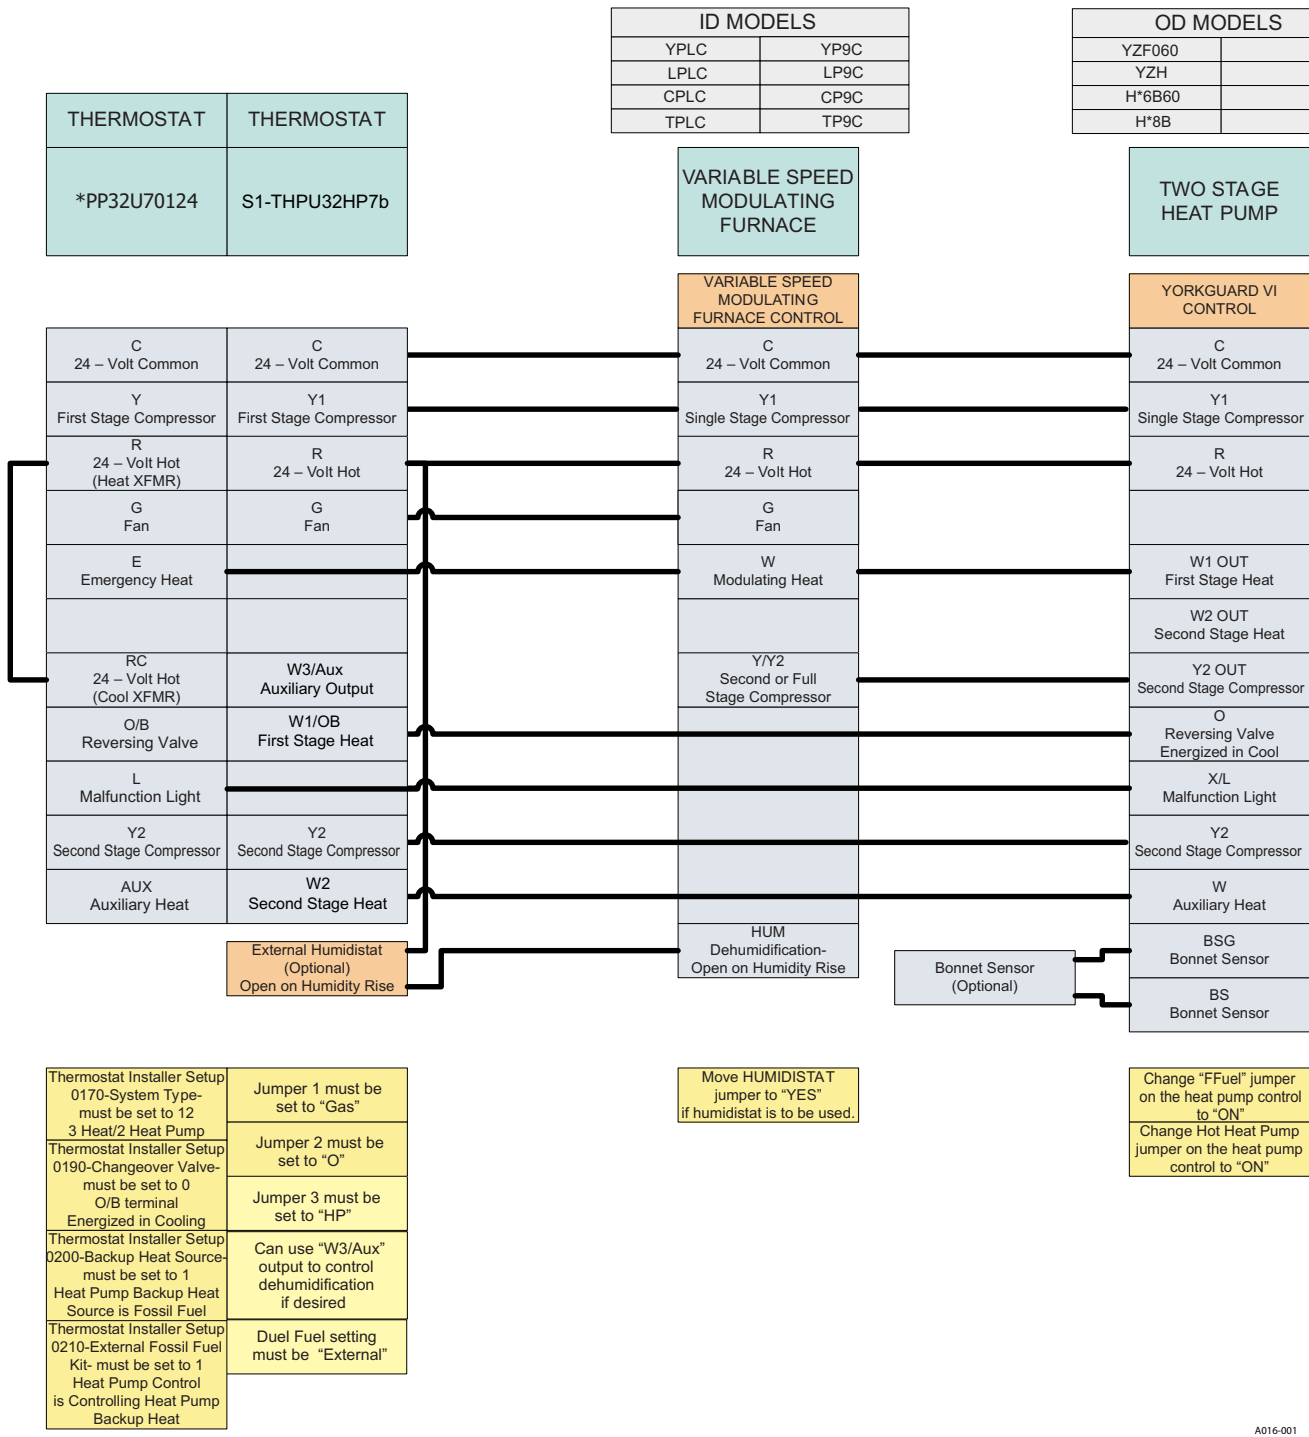 ID MODELS
YPLC YP9C
LPLC LP9C
CPLC CP9C
TPLC TP9C
OD MODELS
YZF060
YZH
H*6B60
H*8B
THERMOSTAT
THERMOSTAT
*PP32U70124
S1-THPU32HP7b
VARIABLE SPEED
MODULATING
FURNACE
TWO STAGE
HEAT PUMP
VARIABLE SPEED
MODULATING
FURNACE CONTROL
YORKGUARD VI
CONTROL
C
24 – Volt Common
C
24 – Volt Common
C
24 – Volt Common
C
24 – Volt Common
Y
First Stage Compressor
Y1
First Stage Compressor
Y1
Single Stage Compressor
Y1
Single Stage Compressor
R
24 – Volt Hot
(Heat XFMR)
R
24 – Volt Hot
R
24 – Volt Hot
R
24 – Volt Hot
G
Fan
G
Fan
G
Fan
E
Emergency Heat
W
Modulating Heat
W1 OUT
First Stage Heat
W2 OUT
Second Stage Heat
RC
24 – Volt Hot
(Cool XFMR)
W3/Aux
Auxiliary Output
Y/Y2
Second or Full
Stage Compressor
Y2 OUT
Second Stage Compressor
O/B
Reversing Valve
W1/OB
First Stage Heat
O
Reversing Valve
Energized in Cool
L
Malfunction Light
X/L
Malfunction Light
Y2
Second Stage Compressor
Y2
Second Stage Compressor
Y2
Second Stage Compressor
AUX
Auxiliary Heat
W2
Second Stage Heat
W
Auxiliary Heat
External Humidistat
(Optional)
Open on Humidity Rise
HUM
Dehumidification-
Open on Humidity Rise
Bonnet Sensor
(Optional)
BSG
Bonnet Sensor
BS
Bonnet Sensor
Thermostat Installer Setup
0170-System Type-
must be set to 12
3 Heat/2 Heat Pump
Thermostat Installer Setup
0190-Changeover Valve-
must be set to 0
O/B terminal
Energized in Cooling
Thermostat Installer Setup
0200-Backup Heat Source-
must be set to 1
Heat Pump Backup Heat
Source is Fossil Fuel
Thermostat Installer Setup
0210-External Fossil Fuel
Kit- must be set to 1
Heat Pump Control
is Controlling Heat Pump
Backup Heat
Jumper 1 must be
set to “Gas”
Jumper 2 must be
set to “O”
Jumper 3 must be
set to “HP”
Can use “W3/Aux”
output to control
dehumidification
if desired
Duel Fuel setting
must be “External”
Move HUMIDISTAT
jumper to “YES”
if humidistat is to be used.
Change “FFuel” jumper
on the heat pump control
to “ON”
Change Hot Heat Pump
jumper on the heat pump
control to “ON”
A016-001